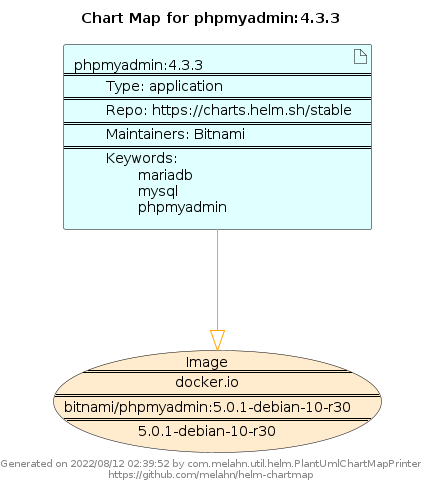 Chart Map for phpmyadmin:4.3.3
phpmyadmin:4.3.3
Type: application
Repo: https://charts.helm.sh/stable
Maintainers: Bitnami
Keywords:
mariadb
mysql
phpmyadmin
Image
docker.io
bitnami/phpmyadmin:5.0.1-debian-10-r30
5.0.1-debian-10-r30
Generated on 2022/08/12 02:39:52 by com.melahn.util.helm.PlantUmlChartMapPrinter
https://github.com/melahn/helm-chartmap